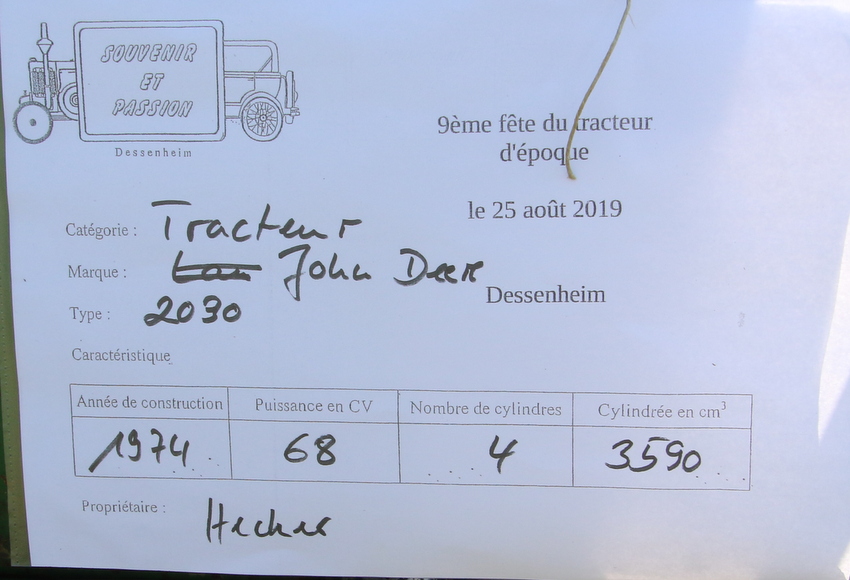 SOUVENIR
ET
PASSION
Dessenheim
9ème fête du tracteur
d'époque
le 25 août 2019
Dessenheim
Catégorie : Tracteur
Marque : John Deere
Type : 2030
Caractéristique
Année de construction Puissance en CV Nombre de cylindres Cylindrée en cm³
1974 68 4 3590
Propriétaire :